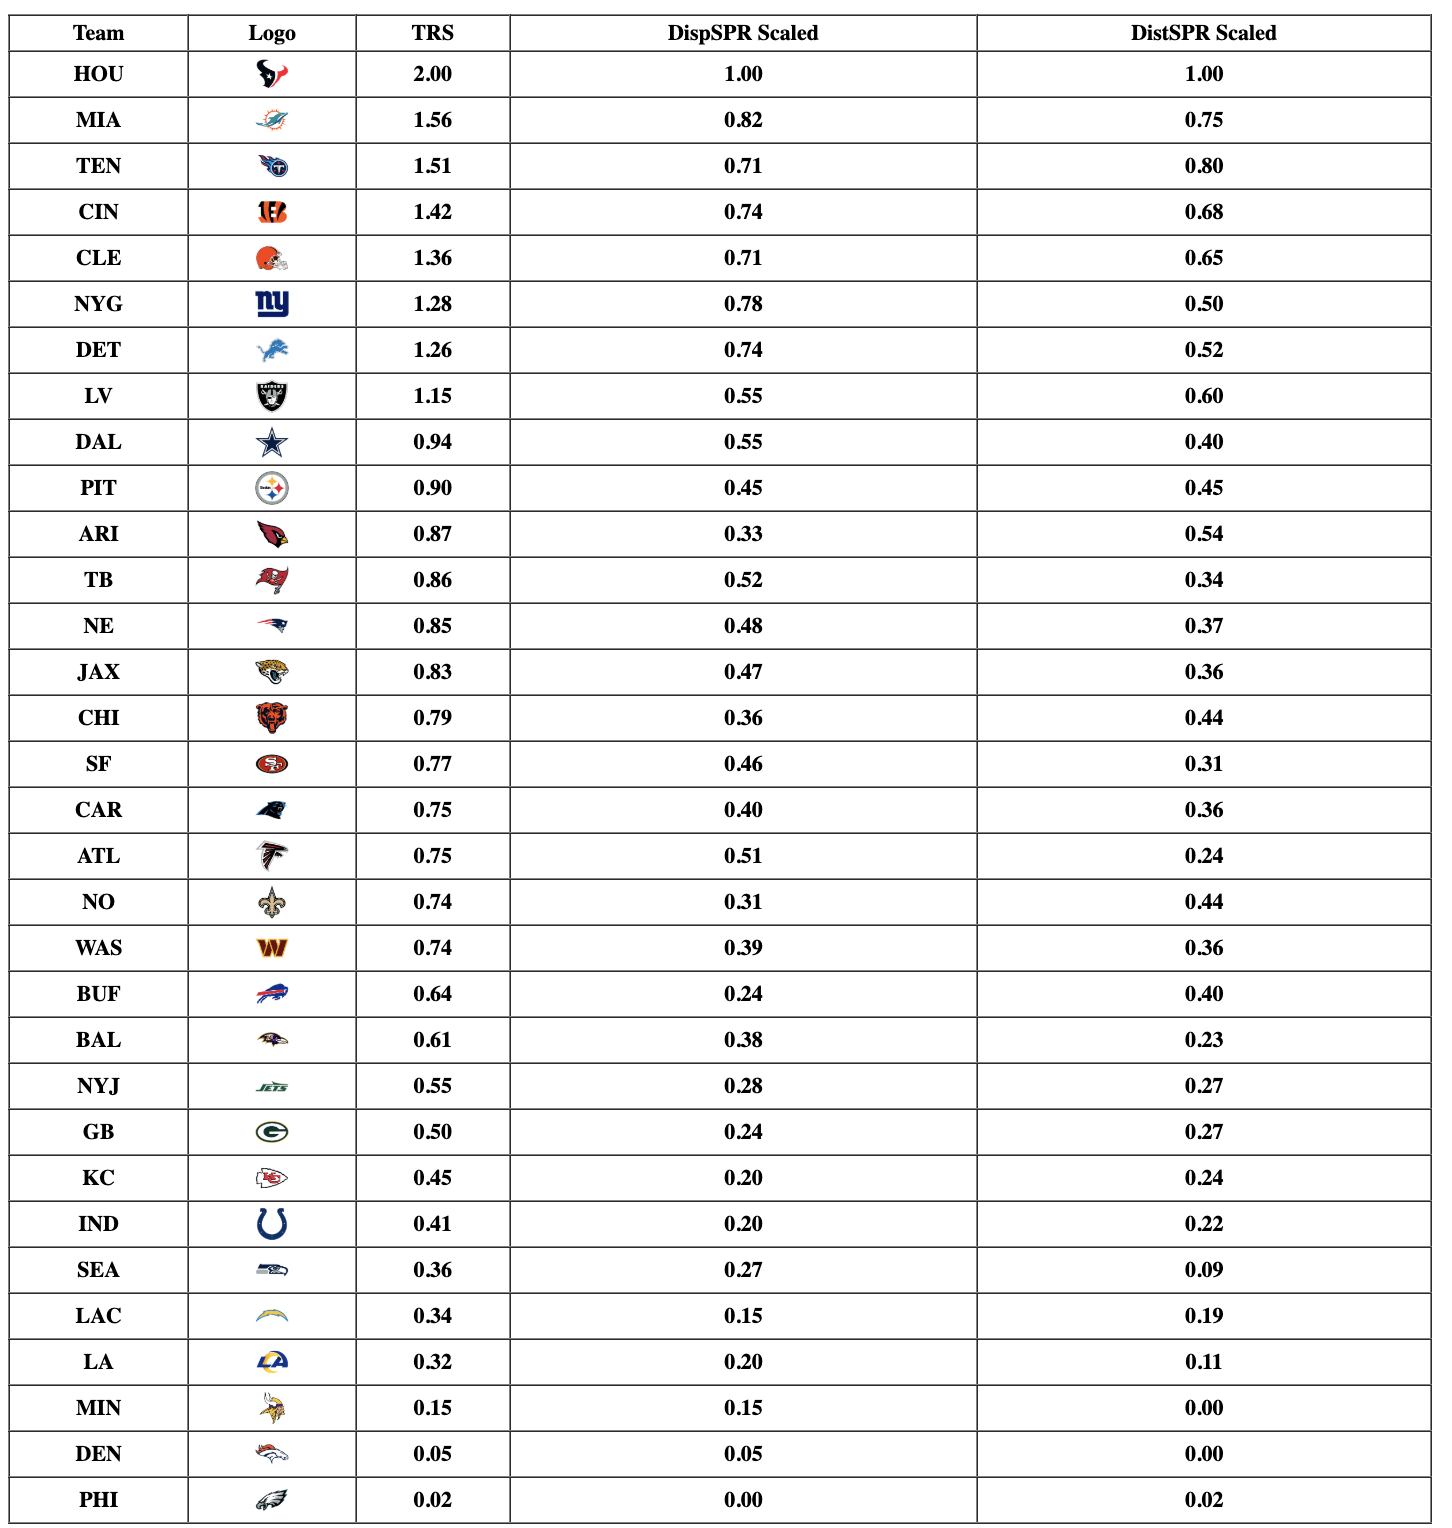 Team Logo TRS DispSPR Scaled DistSPR Scaled
HOU 2.00 1.00 1.00
MIA 1.56 0.82 0.75
TEN 1.51 0.71 0.80
CIN 1.42 0.74 0.68
CLE 1.36 0.71 0.65
NYG ny 1.28 0.78 0.50
DET 1.26 0.74 0.52
LV RAIDERS 1.15 0.55 0.60
DAL 0.94 0.55 0.40
PIT 0.90 0.45 0.45
ARI 0.87 0.33 0.54
TB 0.86 0.52 0.34
NE 0.85 0.48 0.37
JAX 0.83 0.47 0.36
CHI 0.79 0.36 0.44
SF SF 0.77 0.46 0.31
CAR 0.75 0.40 0.36
ATL 0.75 0.51 0.24
NO 0.74 0.31 0.44
WAS W 0.74 0.39 0.36
BUF 0.64 0.24 0.40
BAL 0.61 0.38 0.23
NYJ JETS 0.55 0.28 0.27
GB G 0.50 0.24 0.27
KC KC 0.45 0.20 0.24
IND 0.41 0.20 0.22
SEA 0.36 0.27 0.09
LAC 0.34 0.15 0.19
LA LA 0.32 0.20 0.11
MIN 0.15 0.15 0.00
DEN 0.05 0.05 0.00
PHI 0.02 0.00 0.02